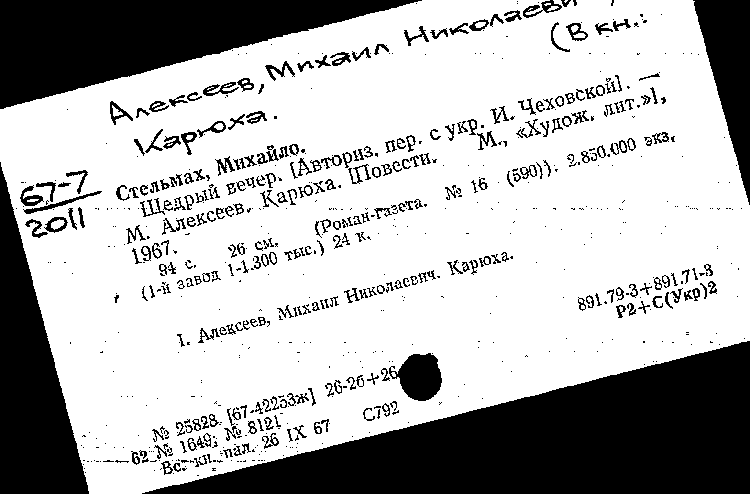 Алексеев, Михаил Николаеви
(В кн.:
Карюха.
67-7
2011
Стельмах, Михайло.
Щедрый вечер. [Авториз. пер. с укр. И. Чеховской]. —
М. Алексеев. Карюха. [Повести. М., «Худож. лит.»],
1967.
94 с. 26 см. (Роман-газета. № 16 (590)). 2.850.000 экз.
(1-й завод 1-1.300 тыс.) 24 к.
I. Алексеев, Михаил Николаевич. Карюха.
891.79-3+891.71-3
Р2+С(Укр)2
№ 25828 [67-42253ж] 26-26+26
62 № 1649; № 8121
Вс. кн. пал. 26 IX 67 С792